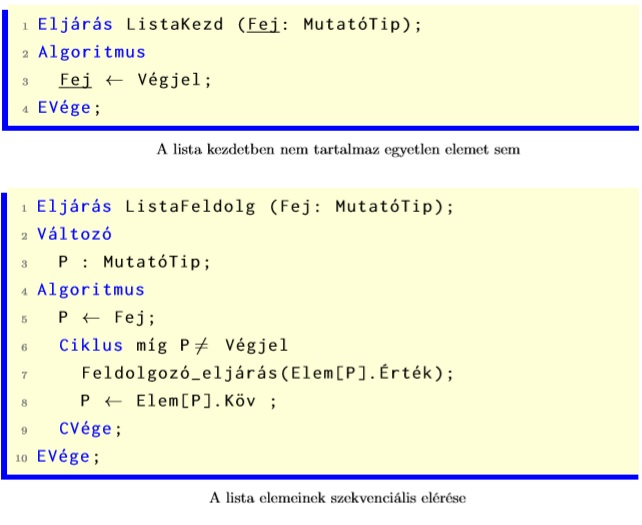 1 Eljárás ListaKezd (Fej: MutatóTip);
2 Algoritmus
3 Fej ← Végjel;
4 EVége;
A lista kezdetben nem tartalmaz egyetlen elemet sem
1 Eljárás ListaFeldolg (Fej: MutatóTip);
2 Változó
3 P : MutatóTip;
4 Algoritmus
5 P ← Fej;
6 Ciklus míg P≠ Végjel
7 Feldolgozó_eljárás(Elem[P].Érték);
8 P ← Elem[P].Köv ;
9 CVége;
10 EVége;
A lista elemeinek szekvenciális elérése